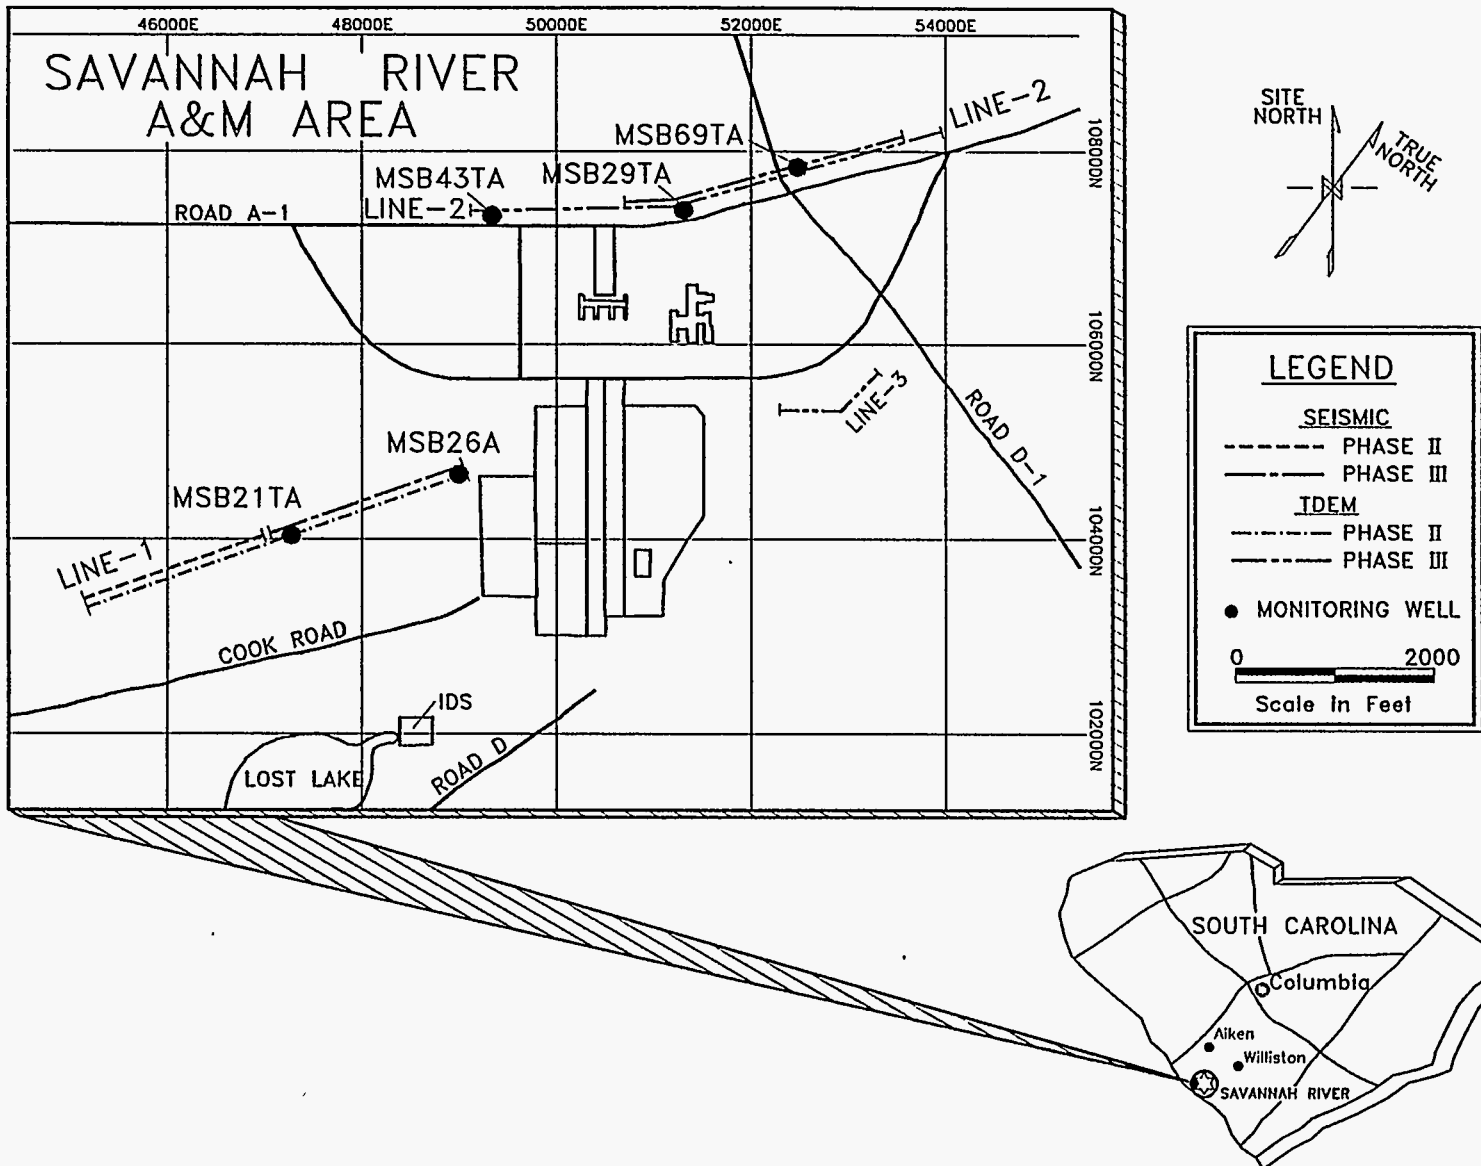 46000E 48000E 50000E 52000E 54000E
SAVANNAH RIVER
A&M AREA
LINE-2
MSB69TA
MSB29TA
MSB43TA
LINE-2
ROAD A-1
108000N
106000N
LINE-3
ROAD D-1
MSB26A
MSB21TA
LINE-1
104000N
COOK ROAD
IDS
LOST LAKE
ROAD D
102000N
SITE
NORTH
TRUE
NORTH
LEGEND
SEISMIC
PHASE II
PHASE III
TDEM
PHASE II
PHASE III
MONITORING WELL
0 2000
Scale in Feet
SOUTH CAROLINA
Columbia
Aiken
Williston
SAVANNAH RIVER